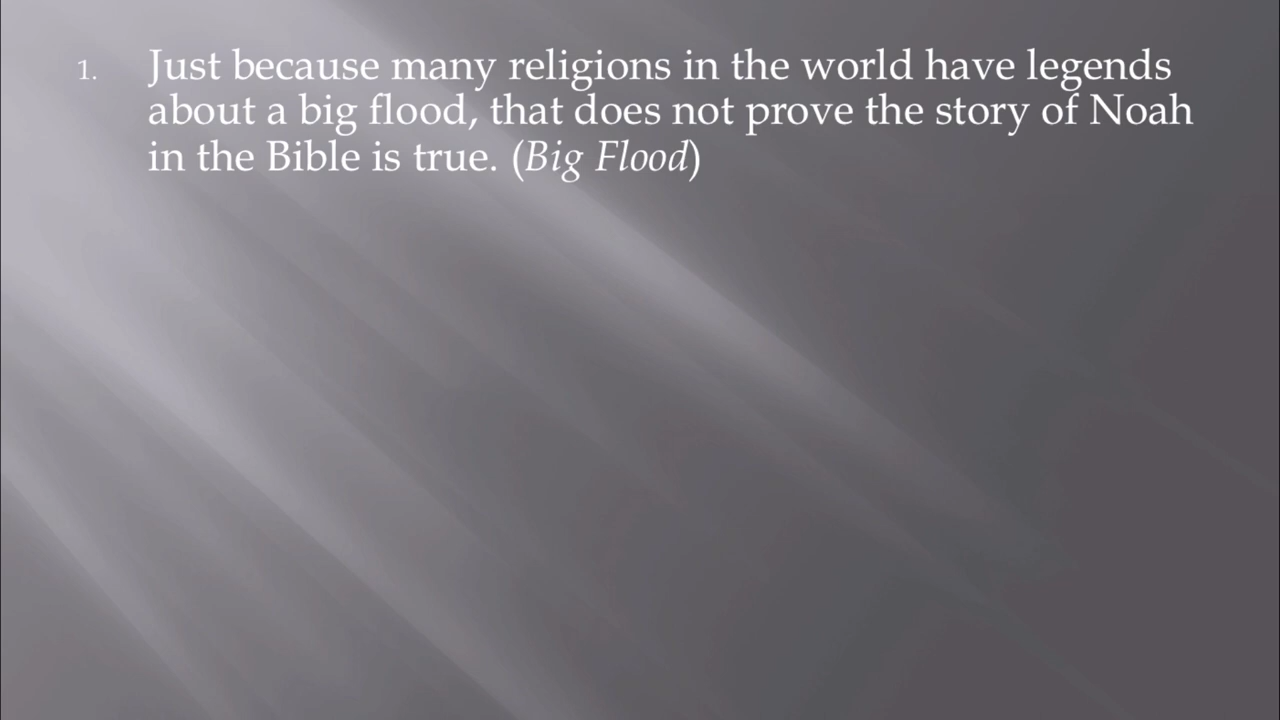 1. Just because many religions in the world have legends
about a big flood, that does not prove the story of Noah
in the Bible is true. (Big Flood)